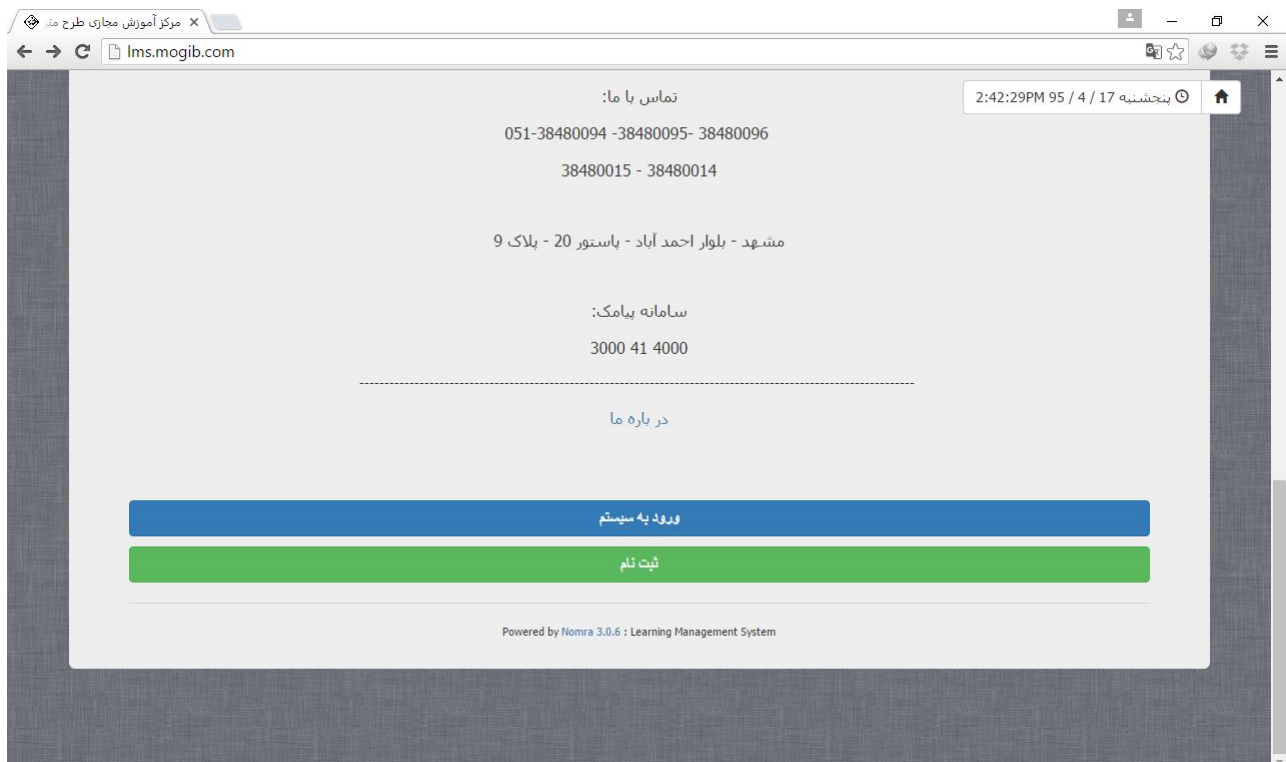 مرکز آموزش مجازی طرح
lms.mogib.com
پنجشنبه 17 / 4 / 95 2:42:29PM
تماس با ما:
051-38480094 -38480095- 38480096
38480015 - 38480014
مشهد - بلوار احمد آباد - پاستور 20 - پلاک 9
سامانه پیامک:
3000 41 4000
در باره ما
ورود به سیستم
ثبت نام
Powered by Nomra 3.0.6 : Learning Management System